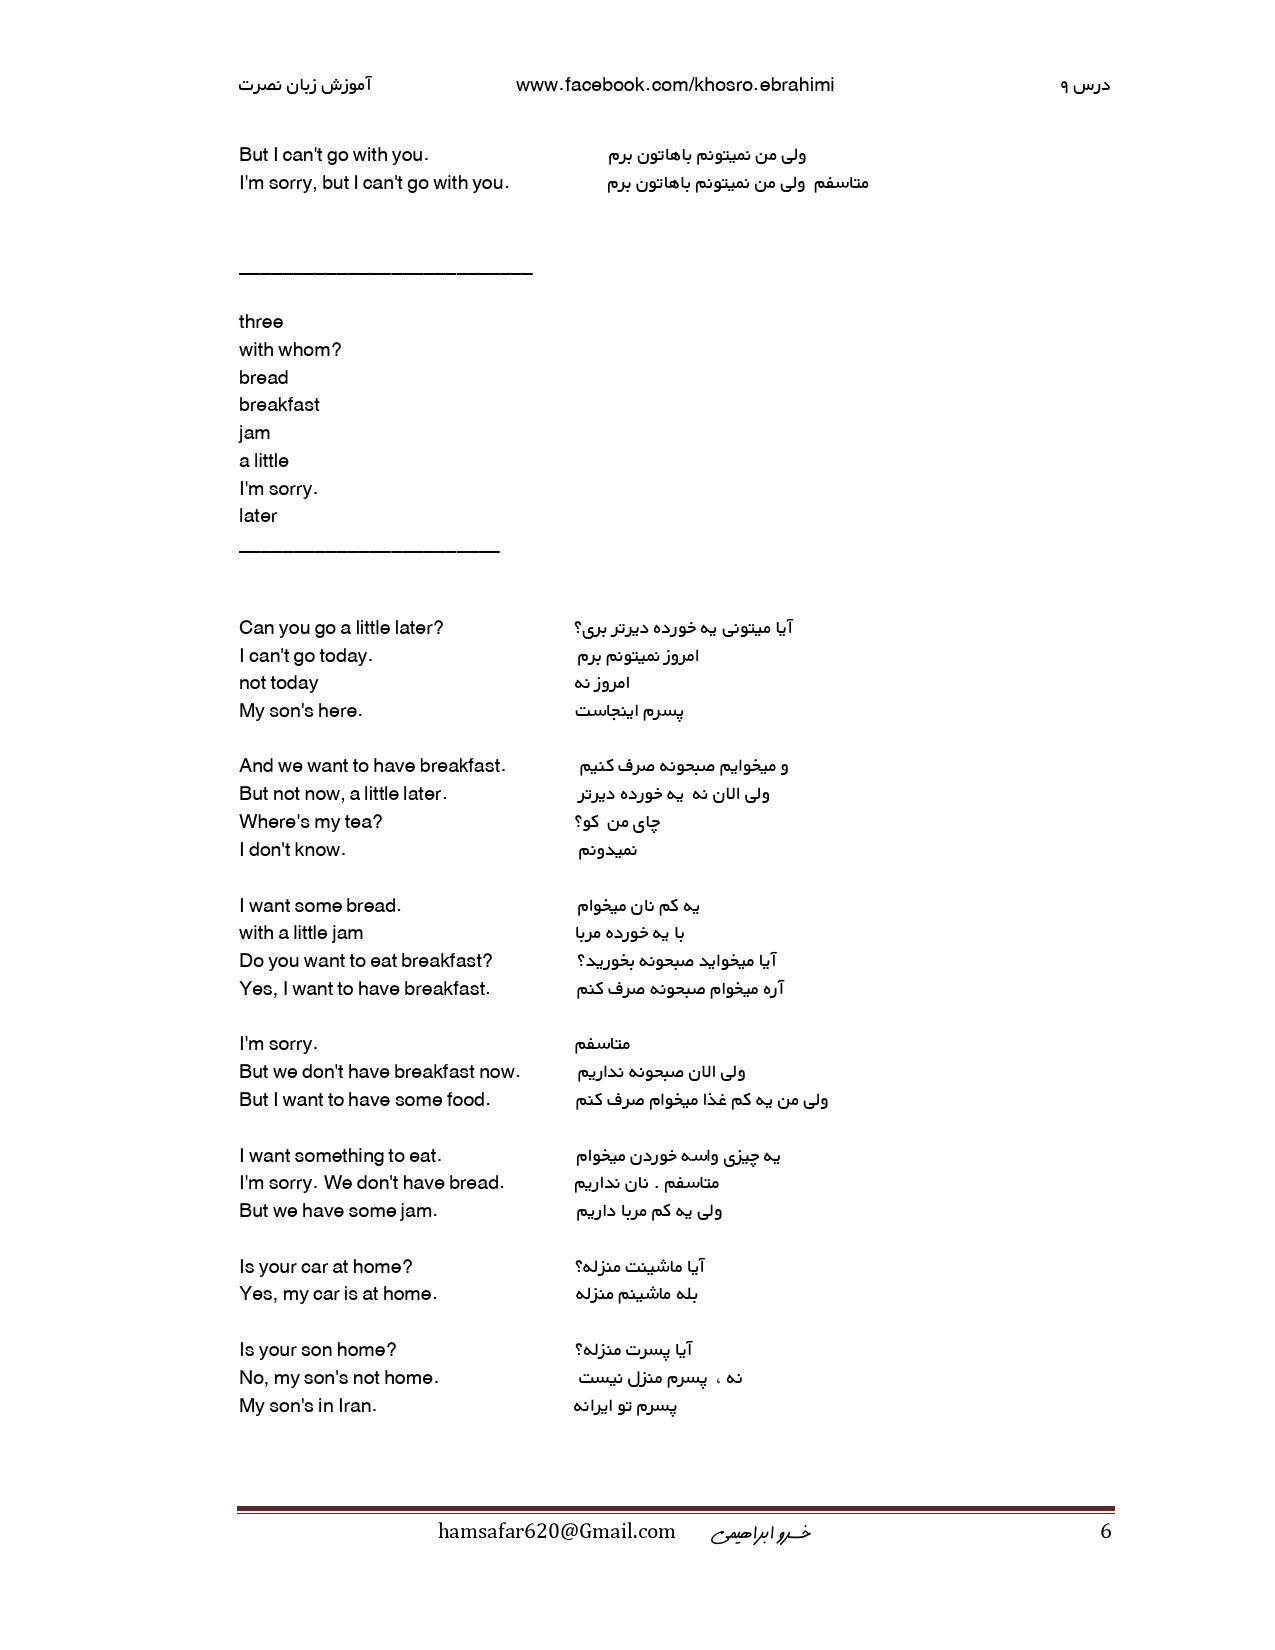 آموزش زبان نصرت www.facebook.com/khosro.ebrahimi درس ۹
But I can't go with you. ولی من نمیتونم باهاتون برم
I'm sorry, but I can't go with you. متاسفم ولی من نمیتونم باهاتون برم
___________________________
three
with whom?
bread
breakfast
jam
a little
I'm sorry.
later
________________________
Can you go a little later? آیا میتونی یه خورده دیرتر بری؟
I can't go today. امروز نمیتونم برم
not today امروز نه
My son's here. پسرم اینجاست
And we want to have breakfast. و میخوایم صبحونه صرف کنیم
But not now, a little later. ولی الان نه یه خورده دیرتر
Where's my tea? چای من کو؟
I don't know. نمیدونم
I want some bread. یه کم نان میخوام
with a little jam با یه خورده مربا
Do you want to eat breakfast? آیا میخواید صبحونه بخورید؟
Yes, I want to have breakfast. آره میخوام صبحونه صرف کنم
I'm sorry. متاسفم
But we don't have breakfast now. ولی الان صبحونه نداریم
But I want to have some food. ولی من یه کم غذا میخوام صرف کنم
I want something to eat. یه چیزی واسه خوردن میخوام
I'm sorry. We don't have bread. متاسفم . نان نداریم
But we have some jam. ولی یه کم مربا داریم
Is your car at home? آیا ماشینت منزله؟
Yes, my car is at home. بله ماشینم منزله
Is your son home? آیا پسرت منزله؟
No, my son's not home. نه ، پسرم منزل نیست
My son's in Iran. پسرم تو ایرانه
hamsafar620@Gmail.com خسرو ابراهیمی 6